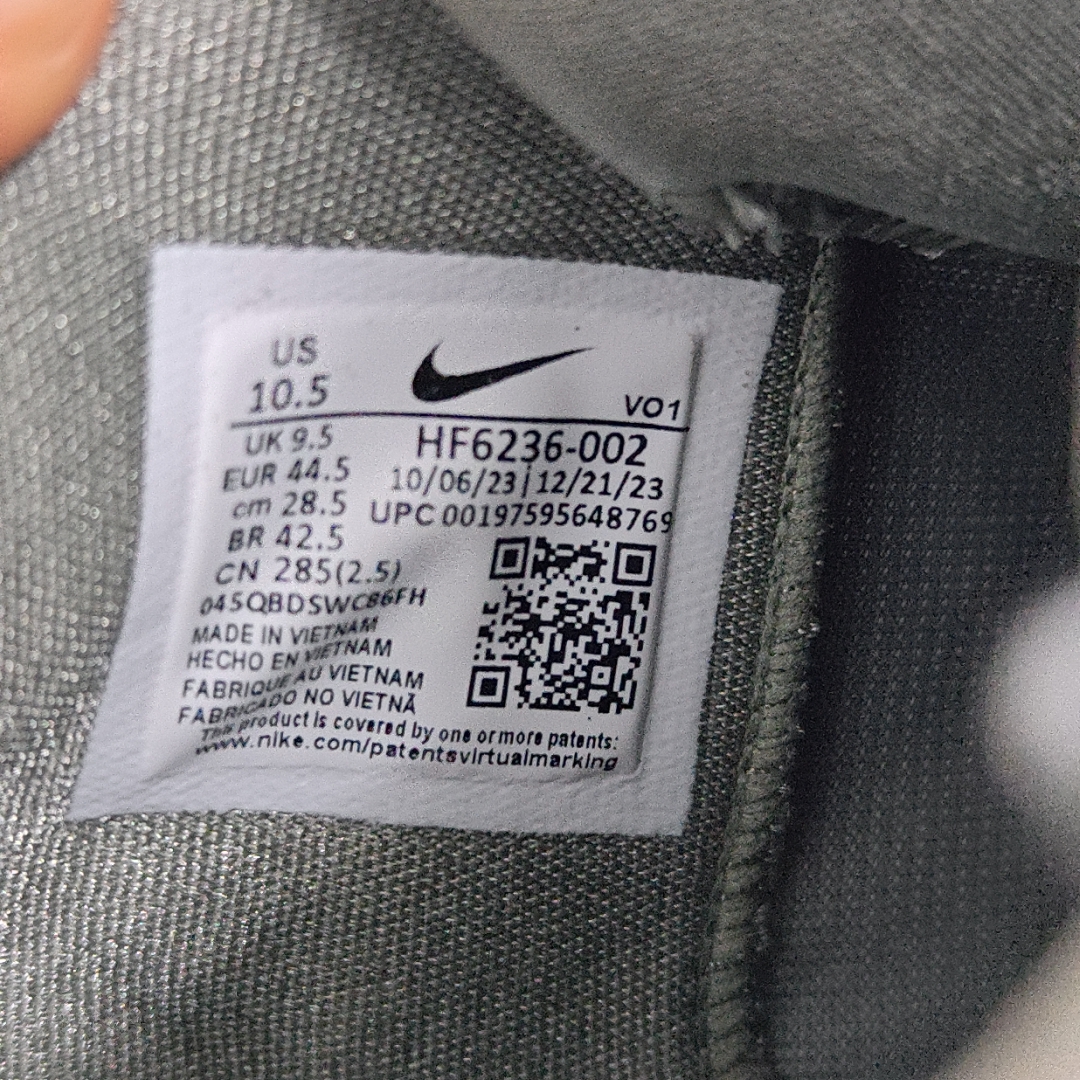 US
10.5
VO1
UK 9.5
EUR 44.5
cm 28.5
BR 42.5
CN 285(2.5)
HF6236-002
10/06/23|12/21/23
UPC 00197595648769
045QBDSWC86FH
MADE IN VIETNAM
HECHO EN VIETNAM
FABRIQUE AU VIETNAM
FABRICADO NO VIETNÃ
This product is covered by one or more patents:
www.nike.com/patentsvirtualmarking